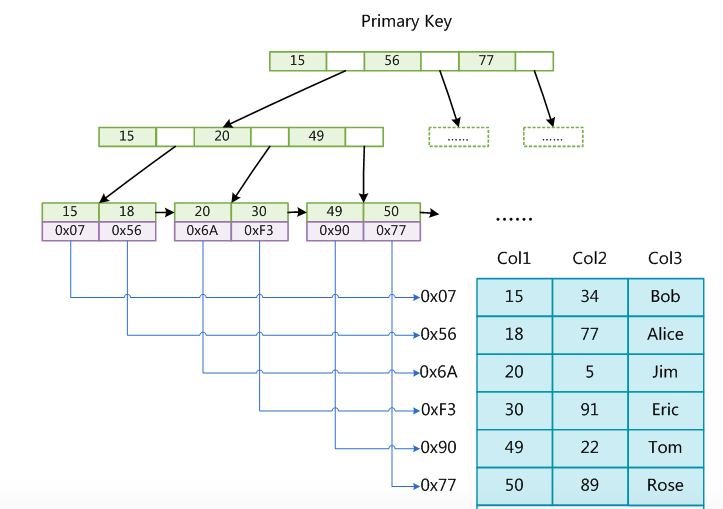 Primary Key
15 56 77
15 20 49 ...... ......
15 18 20 30 49 50
0x07 0x56 0x6A 0xF3 0x90 0x77
......
Col1 Col2 Col3
0x07 15 34 Bob
0x56 18 77 Alice
0x6A 20 5 Jim
0xF3 30 91 Eric
0x90 49 22 Tom
0x77 50 89 Rose